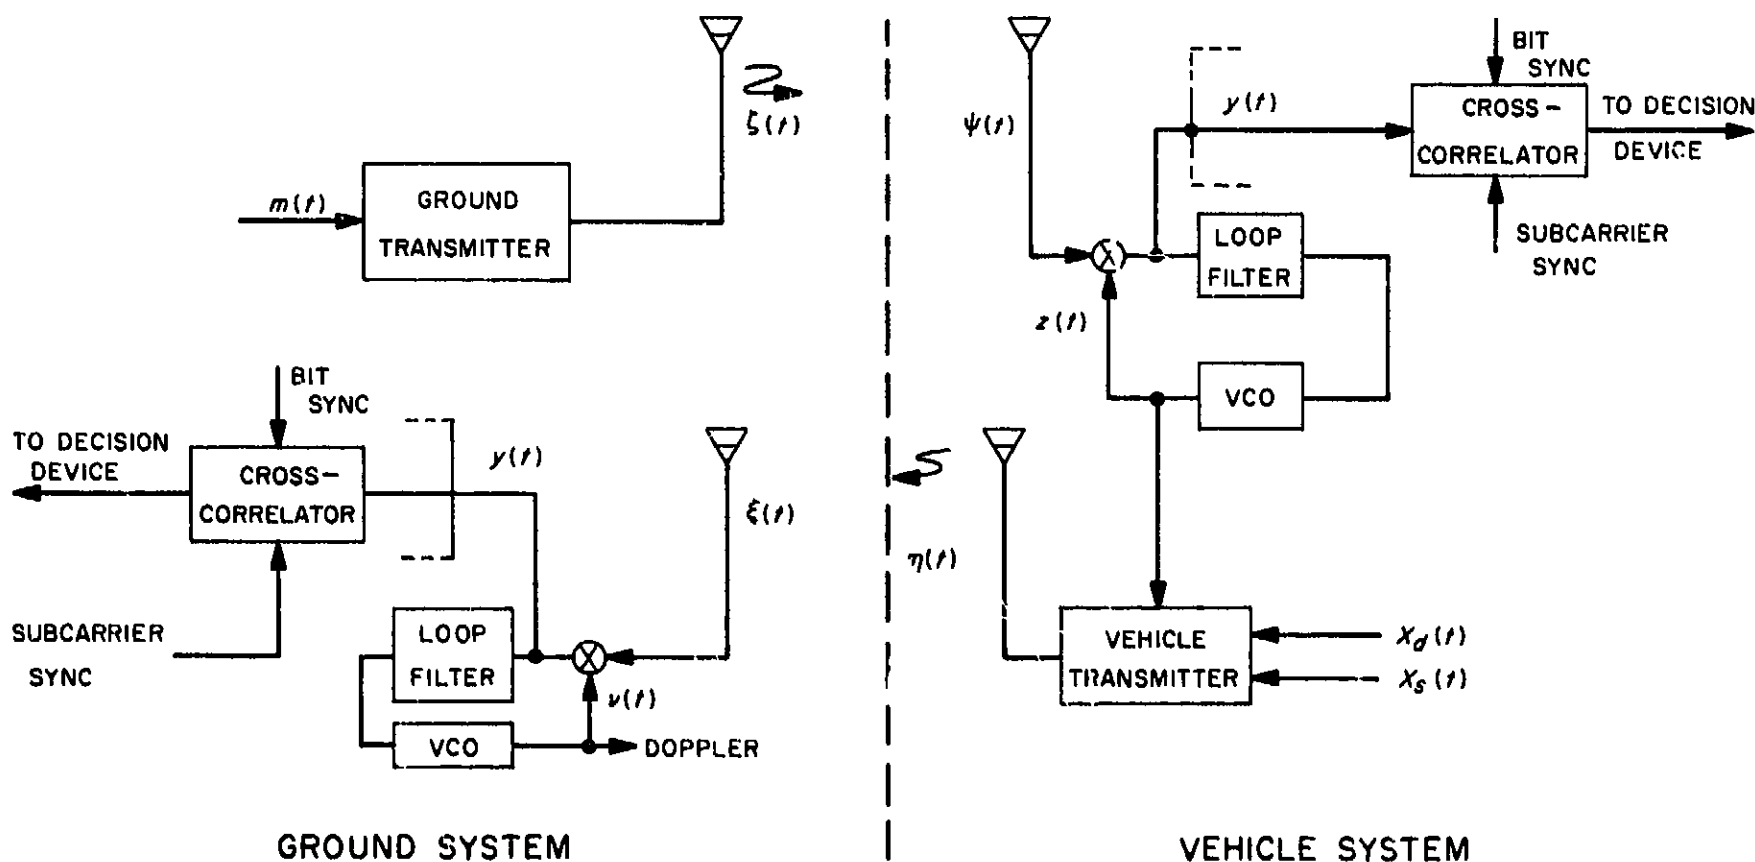 ζ(t)
m(t)
GROUND
TRANSMITTER
BIT
SYNC
TO DECISION
DEVICE
CROSS-
CORRELATOR
y(t)
ξ(t)
SUBCARRIER
SYNC
LOOP
FILTER
ν(t)
VCO
DOPPLER
GROUND SYSTEM
ψ(t)
y(t)
BIT
SYNC
CROSS-
CORRELATOR
TO DECISION
DEVICE
SUBCARRIER
SYNC
LOOP
FILTER
z(t)
VCO
η(t)
VEHICLE
TRANSMITTER
X_d(t)
X_s(t)
VEHICLE SYSTEM